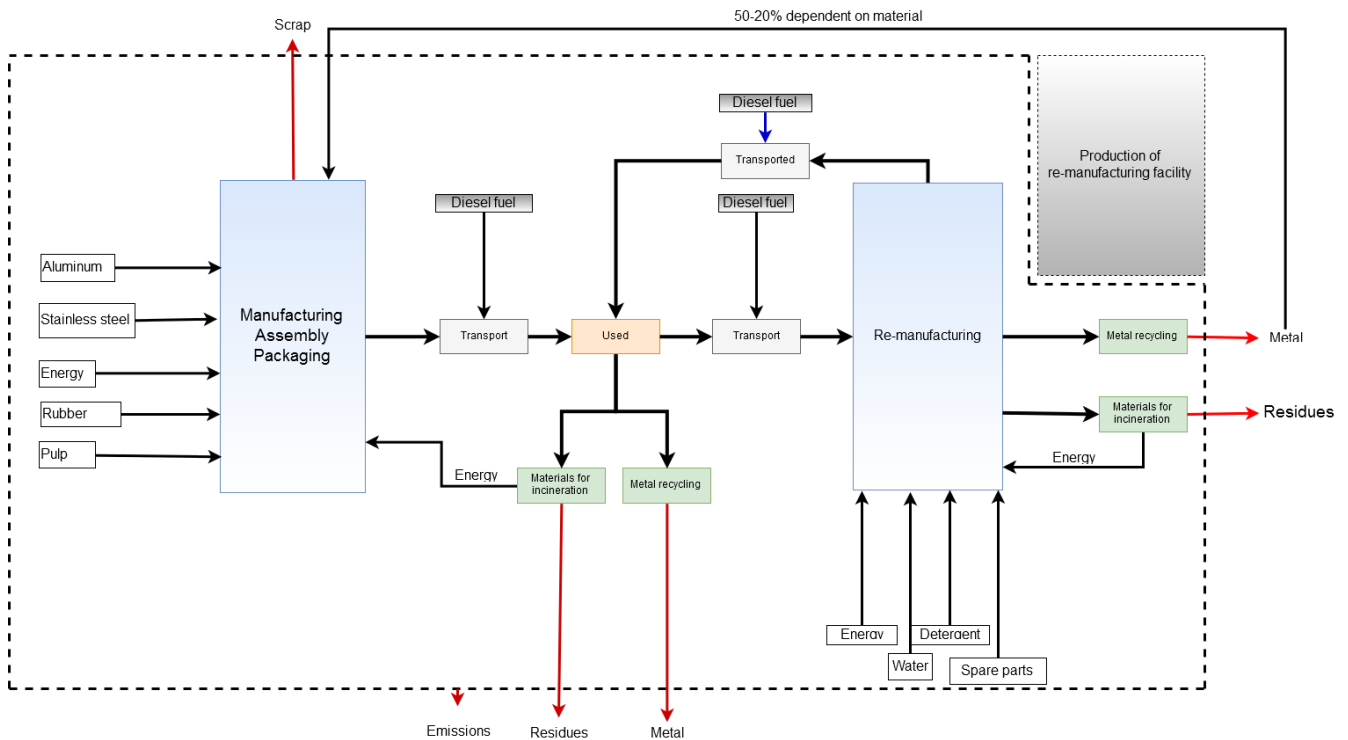 50-20% dependent on material
Scrap
Diesel fuel
Transported
Production of
re-manufacturing facility
Diesel fuel
Diesel fuel
Aluminum
Stainless steel
Energy
Rubber
Pulp
Manufacturing
Assembly
Packaging
Transport
Used
Transport
Re-manufacturing
Metal recycling
Metal
Materials for
incineration
Residues
Energy
Energy
Materials for
incineration
Metal recycling
Energy
Detergent
Water
Spare parts
Emissions
Residues
Metal